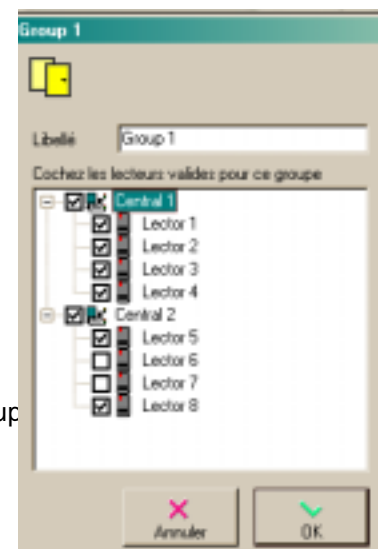 Group 1
Libellé Group 1
Cochez les lecteurs valides pour ce groupe
Central 1
Lector 1
Lector 2
Lector 3
Lector 4
Central 2
Lector 5
Lector 6
Lector 7
Lector 8
up
Annuler OK